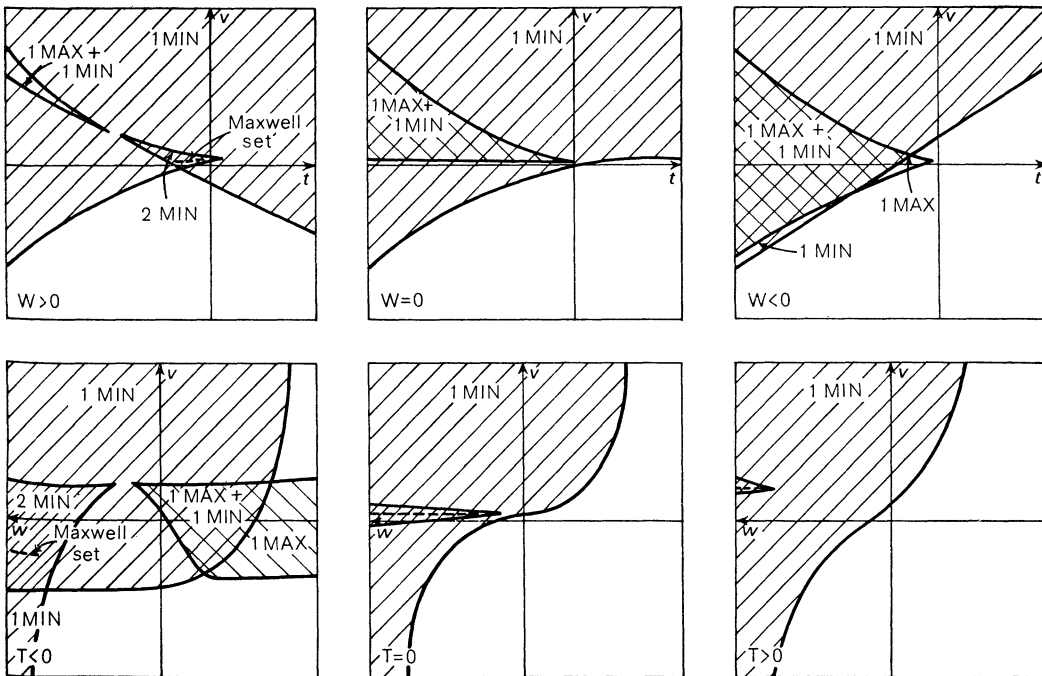 v
1 MIN
1 MAX +
1 MIN
Maxwell
set
t
2 MIN
W>0
v
1 MIN
1 MAX+
1 MIN
t
W=0
v
1 MIN
1 MAX +
1 MIN
t
1 MAX
1 MIN
W<0
v
1 MIN
2 MIN
1 MAX +
1 MIN
w
Maxwell
set
1 MAX
1 MIN
T<0
v
1 MIN
w
T=0
v
1 MIN
w
T>0